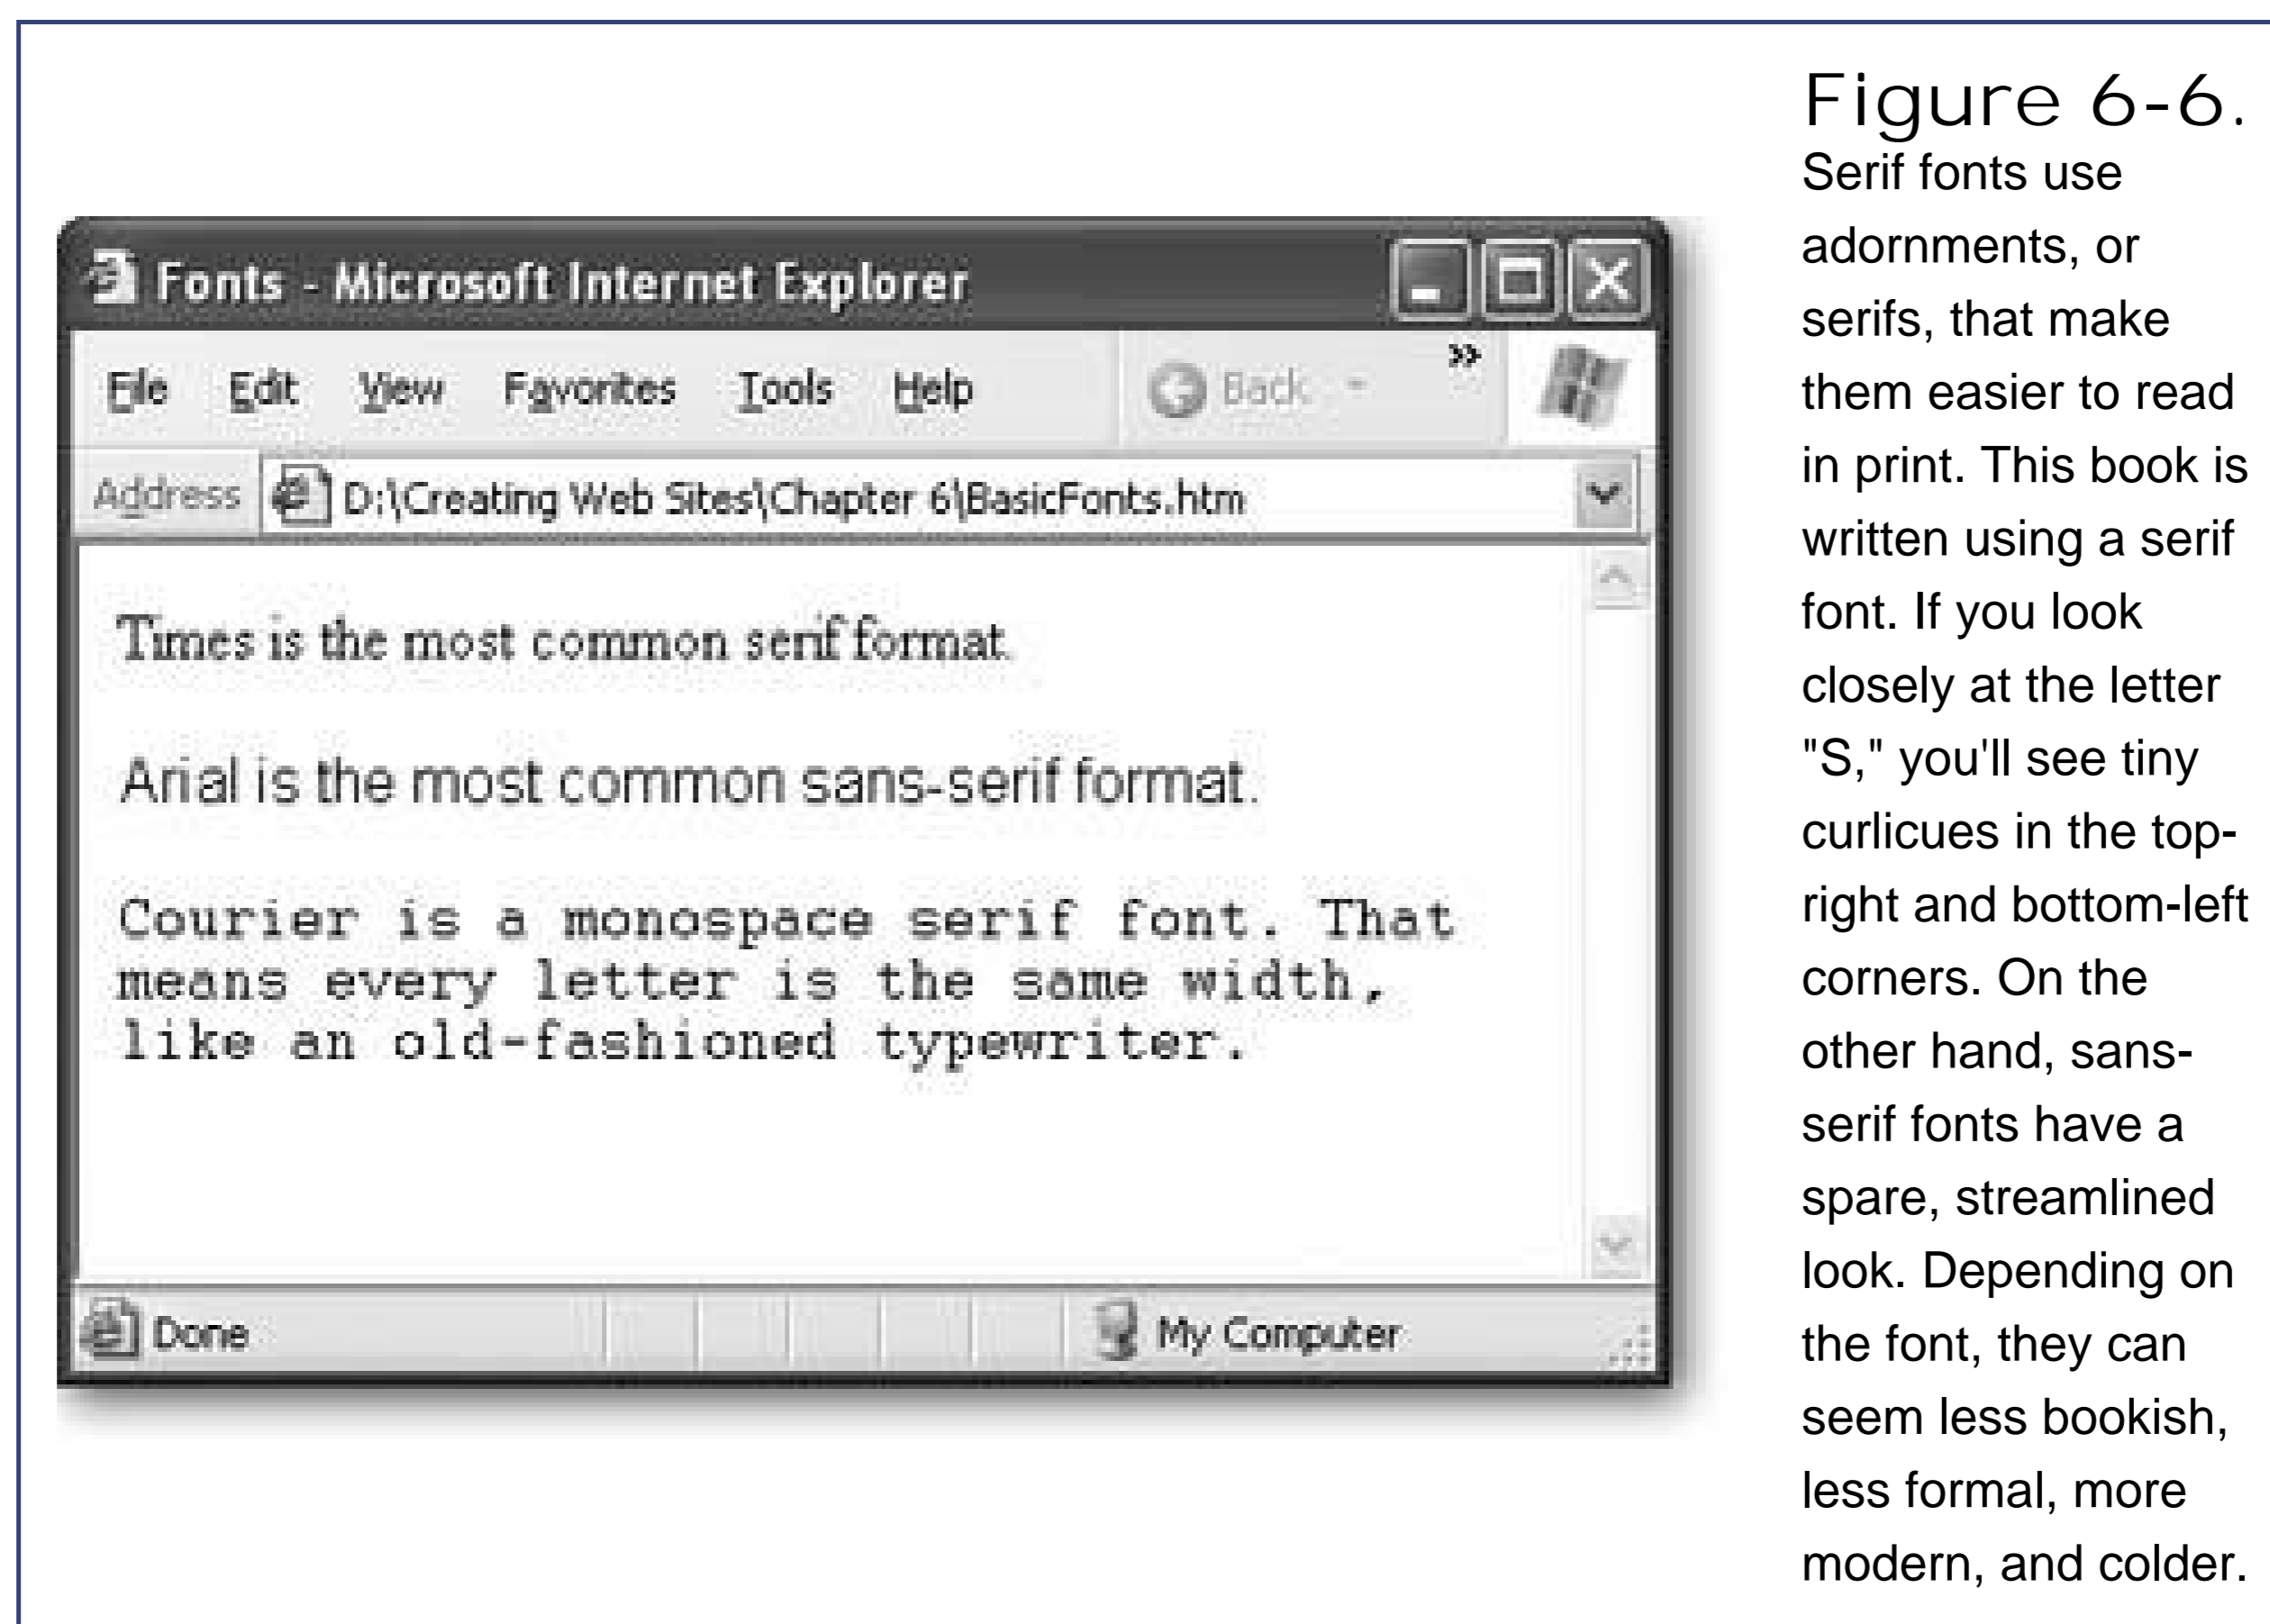 Fonts - Microsoft Internet Explorer
File Edit View Favorites Tools Help Back »
Address D:\Creating Web Sites\Chapter 6\BasicFonts.htm
Times is the most common serif format.
Arial is the most common sans-serif format.
Courier is a monospace serif font. That
means every letter is the same width,
like an old-fashioned typewriter.
Done My Computer
Figure 6-6.
Serif fonts use
adornments, or
serifs, that make
them easier to read
in print. This book is
written using a serif
font. If you look
closely at the letter
"S," you'll see tiny
curlicues in the top-
right and bottom-left
corners. On the
other hand, sans-
serif fonts have a
spare, streamlined
look. Depending on
the font, they can
seem less bookish,
less formal, more
modern, and colder.